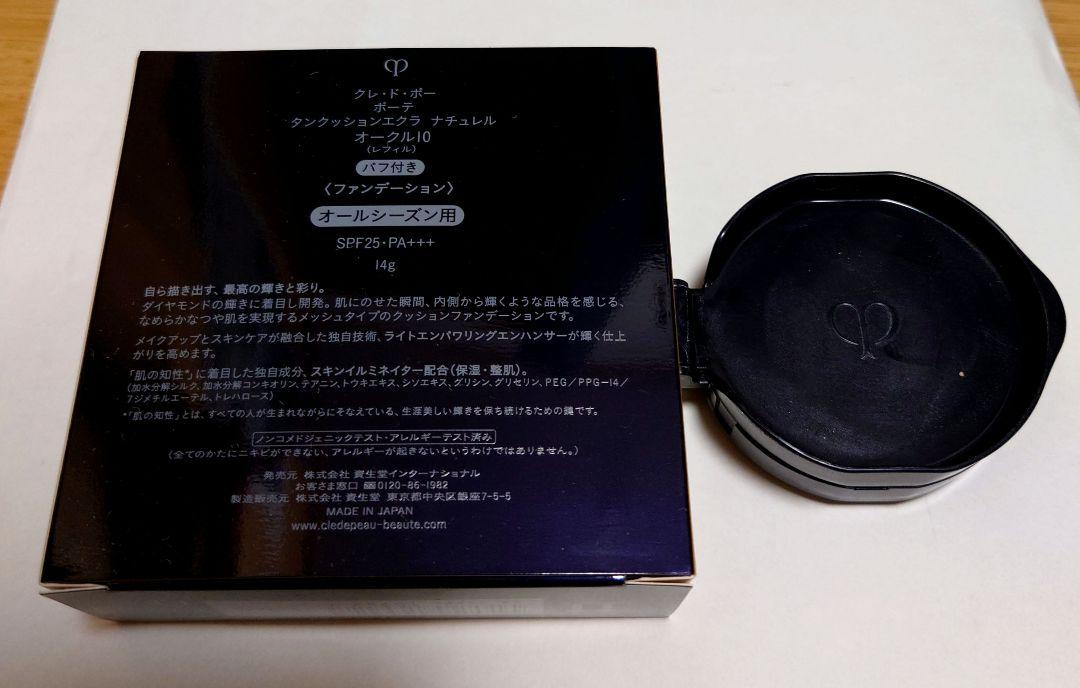 クレ・ド・ポー
ボーテ
タンクッションエクラ ナチュレル
オークル10
(レフィル)
パフ付き
〈ファンデーション〉
オールシーズン用
SPF25・PA+++
14g
自ら描き出す、最高の輝きと彩り。
ダイヤモンドの輝きに着目し開発。肌にのせた瞬間、内側から輝くような品格を感じる、
なめらかなつや肌を実現するメッシュタイプのクッションファンデーションです。
メイクアップとスキンケアが融合した独自技術、ライトエンパワリングエンハンサーが輝く仕上
がりを高めます。
「肌の知性*」に着目した独自成分、スキンイルミネイター配合(保湿・整肌)。
(加水分解シルク、加水分解コンキオリン、テアニン、トウキエキス、シソエキス、グリシン、グリセリン、PEG/PPG-14/
7ジメチルエーテル、トレハロース)
*「肌の知性」とは、すべての人が生まれながらにそなえている、生涯美しい輝きを保ち続けるための鍵です。
ノンコメドジェニックテスト・アレルギーテスト済み
(全てのかたにニキビができない、アレルギーが起きないというわけではありません。)
発売元 株式会社 資生堂インターナショナル
お客さま窓口 0120-86-1982
製造販売元 株式会社 資生堂 東京都中央区銀座7-5-5
MADE IN JAPAN
www.cledepeau-beaute.com